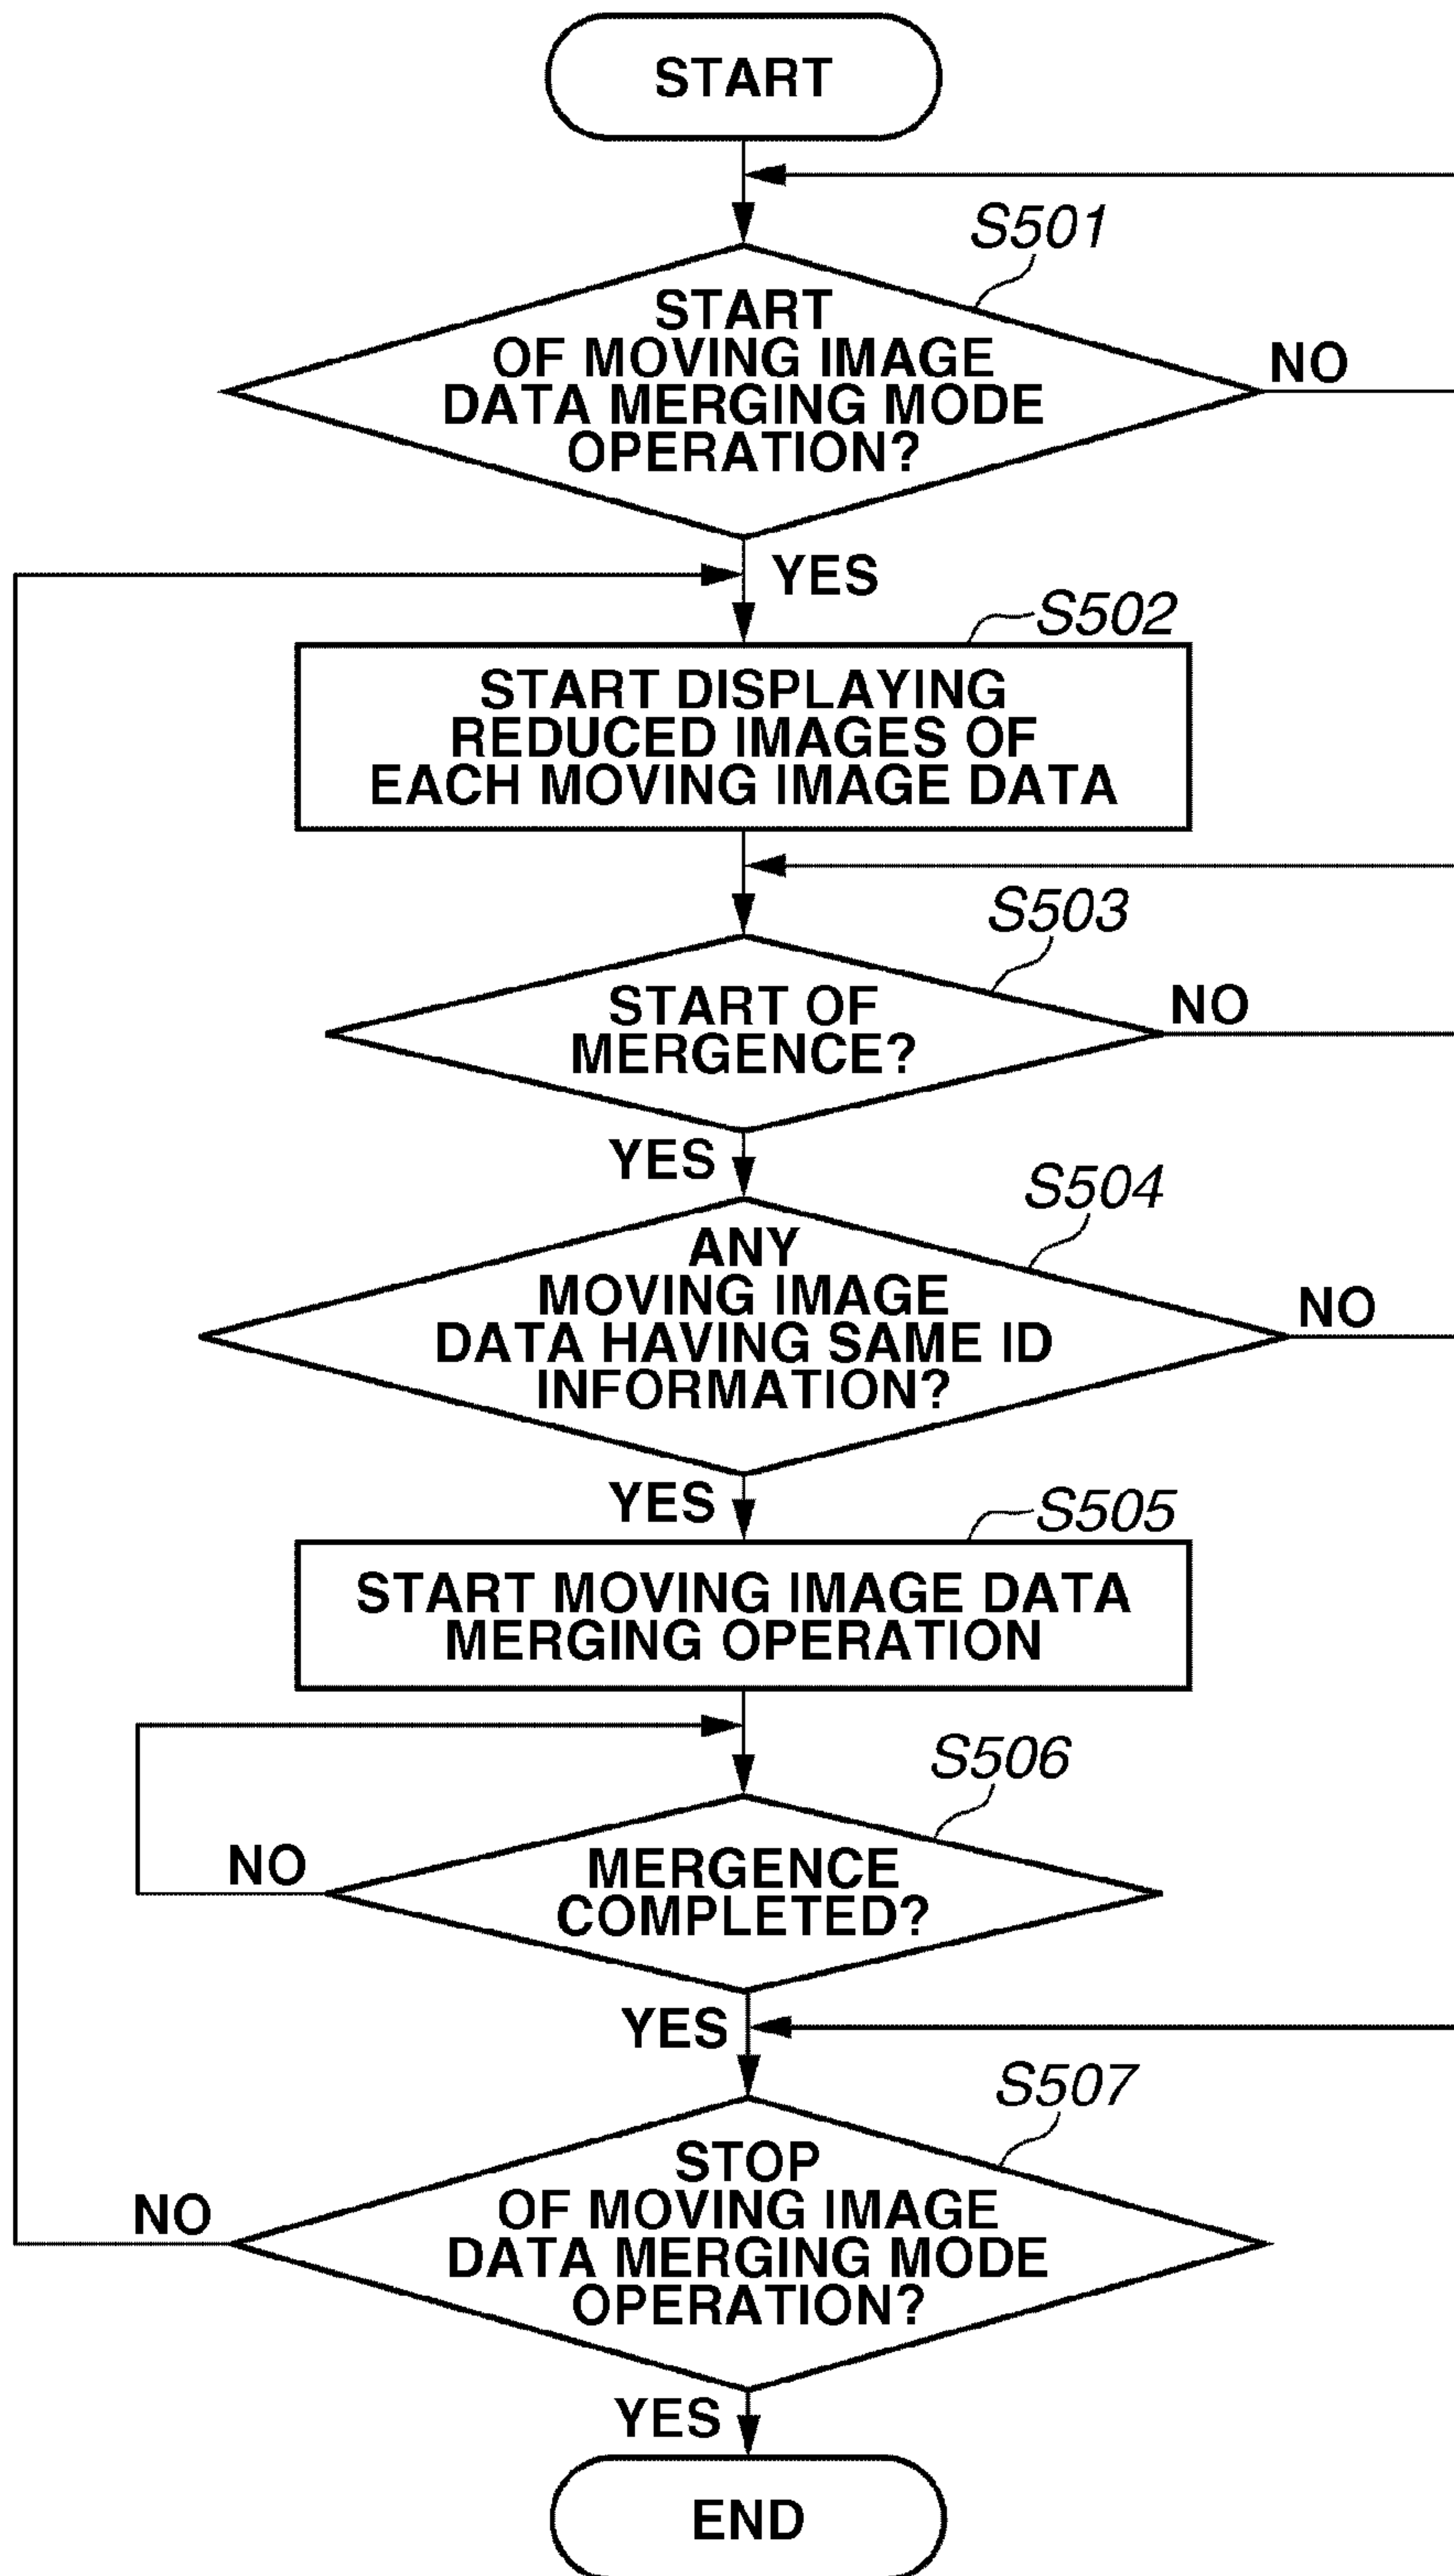 START
S501
START
OF MOVING IMAGE
DATA MERGING MODE
OPERATION?
NO
YES
S502
START DISPLAYING
REDUCED IMAGES OF
EACH MOVING IMAGE DATA
S503
START OF
MERGENCE?
NO
YES
S504
ANY
MOVING IMAGE
DATA HAVING SAME ID
INFORMATION?
NO
YES
S505
START MOVING IMAGE DATA
MERGING OPERATION
S506
MERGENCE
COMPLETED?
NO
YES
S507
STOP
OF MOVING IMAGE
DATA MERGING MODE
OPERATION?
NO
YES
END